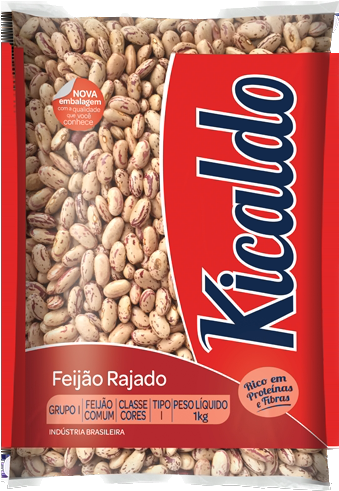 NOVA
embalagem
com a qualidade
que você
conhece
Kicaldo
Feijão Rajado
Rico em
Proteínas
e Fibras
GRUPO I FEIJÃO COMUM CLASSE CORES TIPO I PESO LÍQUIDO 1kg
INDÚSTRIA BRASILEIRA